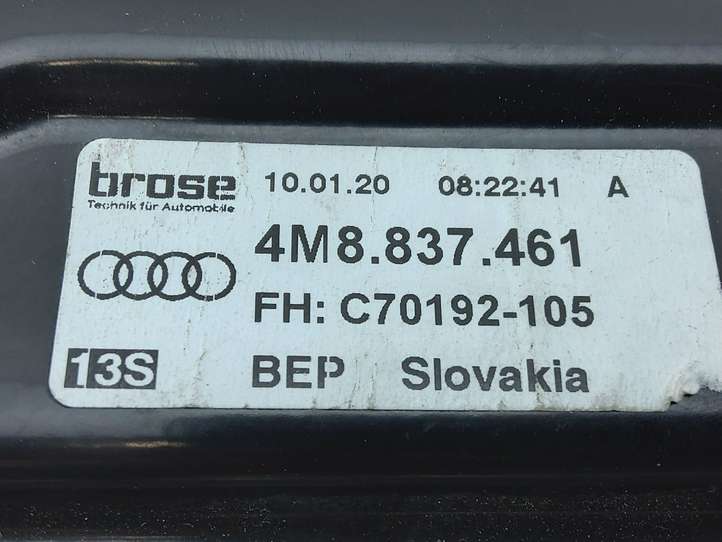 brose 10.01.20 08:22:41 A
Technik für Automobile
4M8.837.461
FH: C70192-105
13S BEP Slovakia